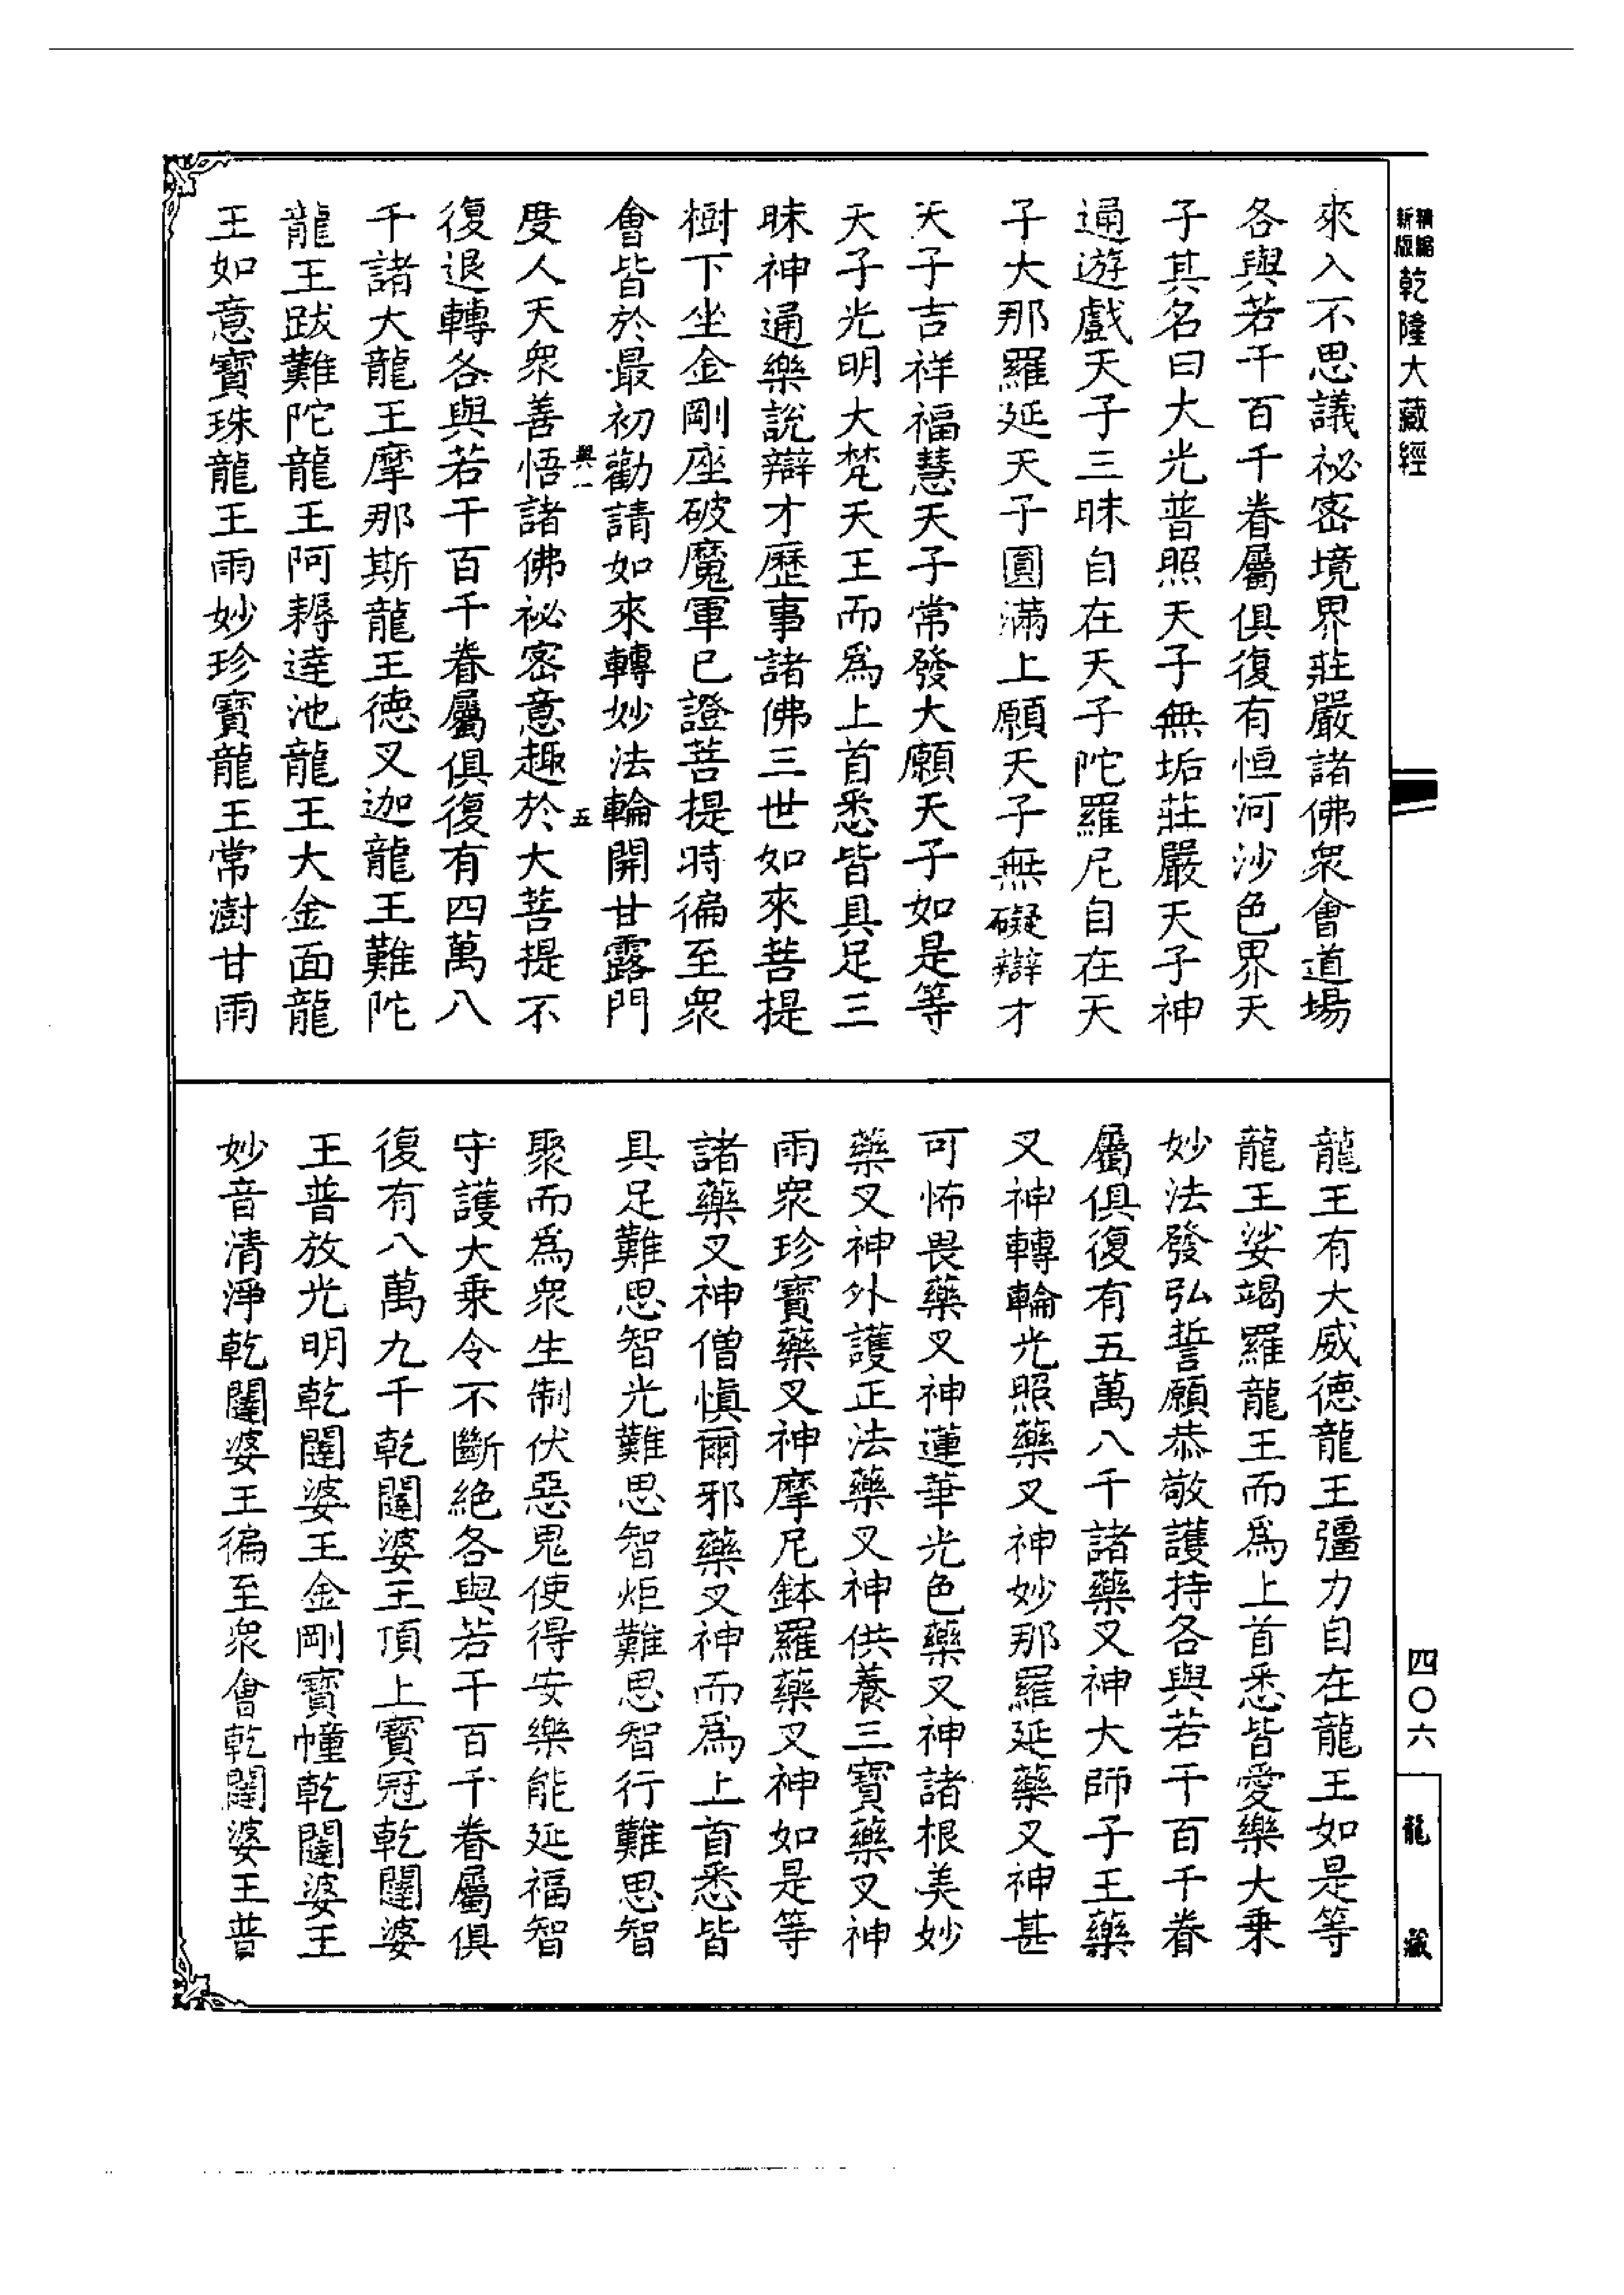 精縮新版
乾隆大藏經
四〇六
龍藏
來入不思議祕密境界莊嚴諸佛眾會道場
各與若干百千眷屬俱復有恒河沙色界天
子其名曰大光普照天子無垢莊嚴天子神
通遊戲天子三昧自在天子陀羅尼自在天
子大那羅延天子圓滿上願天子無礙辯才
天子吉祥福慧天子常發大願天子如是等
天子光明大梵天王而為上首悉皆具足三
昧神通樂說辯才歷事諸佛三世如來菩提
樹下坐金剛座破魔軍已證菩提時徧至眾
會皆於最初勸請如來轉妙法輪開甘露門
興一 五
度人天眾善悟諸佛祕密意趣於大菩提不
復退轉各與若干百千眷屬俱復有四萬八
千諸大龍王摩那斯龍王德叉迦龍王難陀
龍王跋難陀龍王阿耨達池龍王大金面龍
王如意寶珠龍王雨妙珍寶龍王常澍甘雨
龍王有大威德龍王彊力自在龍王如是等
龍王娑竭羅龍王而為上首悉皆愛樂大乘
妙法發弘誓願恭敬護持各與若干百千眷
屬俱復有五萬八千諸藥叉神大師子王藥
叉神轉輪光照藥叉神妙那羅延藥叉神甚
可怖畏藥叉神蓮華光色藥叉神諸根美妙
藥叉神外護正法藥叉神供養三寶藥叉神
雨眾珍寶藥叉神摩尼鉢羅藥叉神如是等
諸藥叉神僧慎爾邪藥叉神而為上首悉皆
具足難思智光難思智炬難思智行難思智
聚而為眾生制伏惡鬼使得安樂能延福智
守護大乘令不斷絕各與若干百千眷屬俱
復有八萬九千乾闥婆王頂上寶冠乾闥婆
王普放光明乾闥婆王金剛寶幢乾闥婆王
妙音清淨乾闥婆王徧至眾會乾闥婆王普